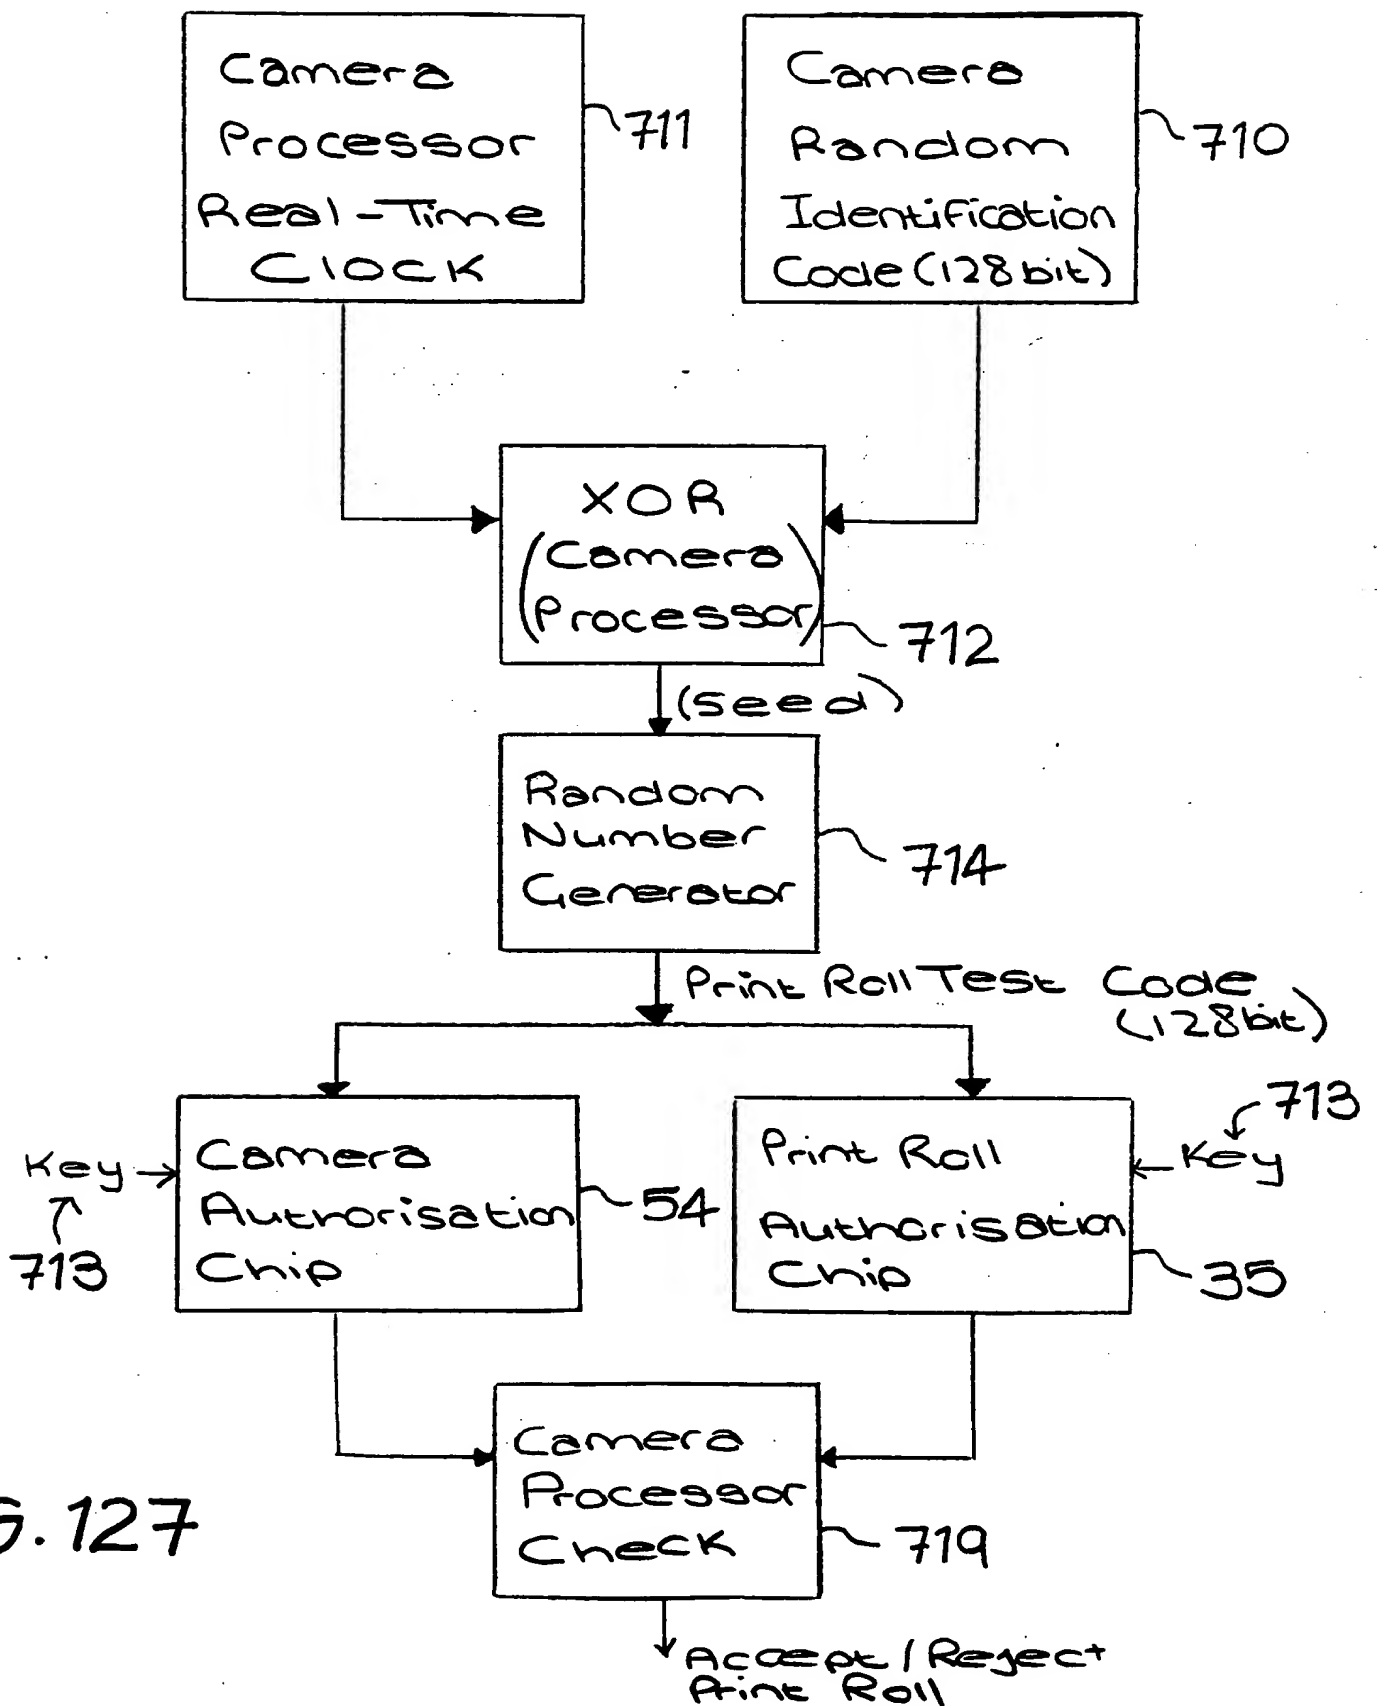 Camera
Processor
Real-Time
Clock
711
Camera
Random
Identification
Code (128 bit)
710
XOR
(Camera
Processor)
712
(seed)
Random
Number
Generator
714
Print Roll Test Code
(128 bit)
Key
713
Camera
Authorisation
Chip
54
Print Roll
Authorisation
Chip
35
Key
713
Camera
Processor
Check
719
G. 127
Accept / Reject
Print Roll